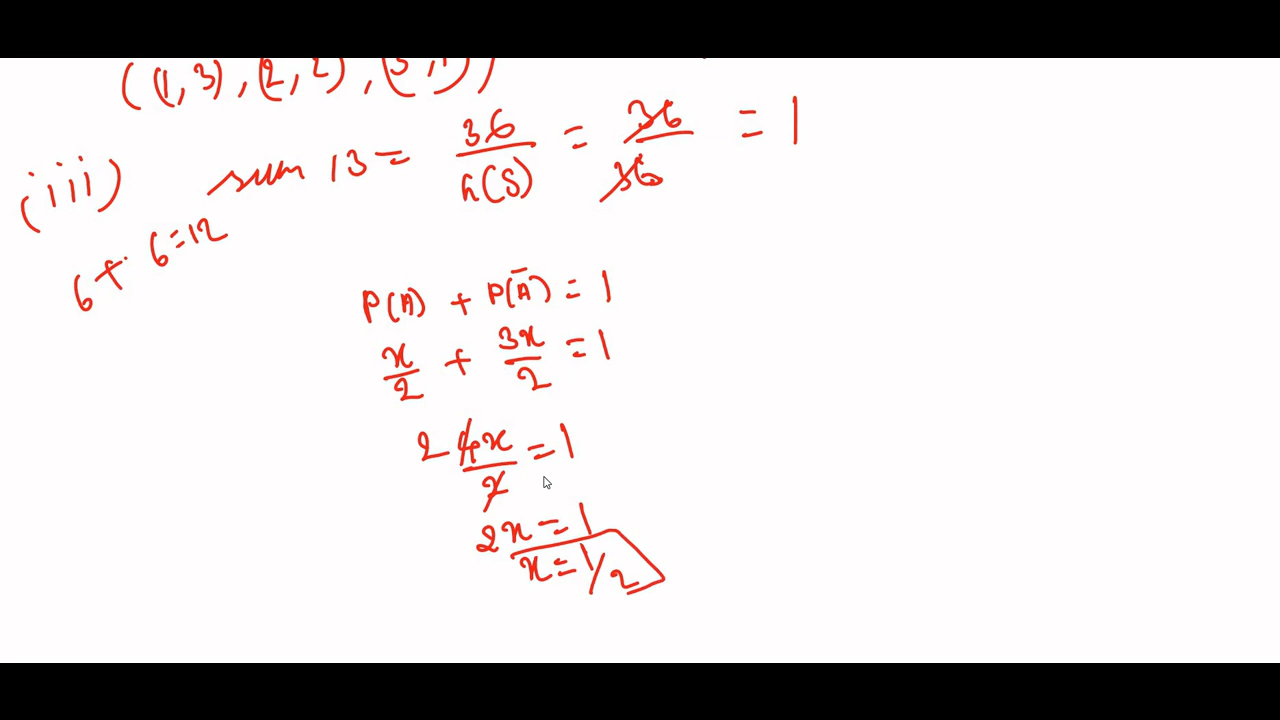 ((1,3),(2,2),(3,1))
(iii) sum 13 = 36/n(S) = 36/36 = 1
6 + 6 = 12
P(A) + P(Ā) = 1
x/2 + 3x/2 = 1
2 4x/2 = 1
2x = 1
x = 1/2